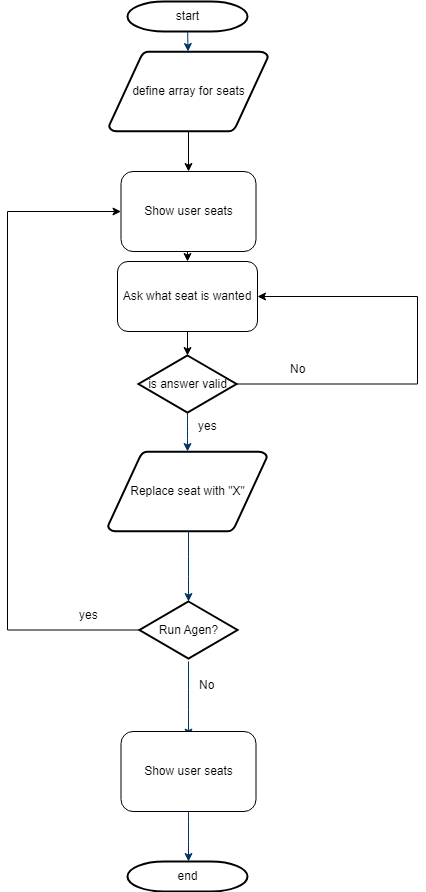 start
define array for seats
Show user seats
Ask what seat is wanted
is answer valid
No
yes
Replace seat with "X"
yes
Run Agen?
No
Show user seats
end